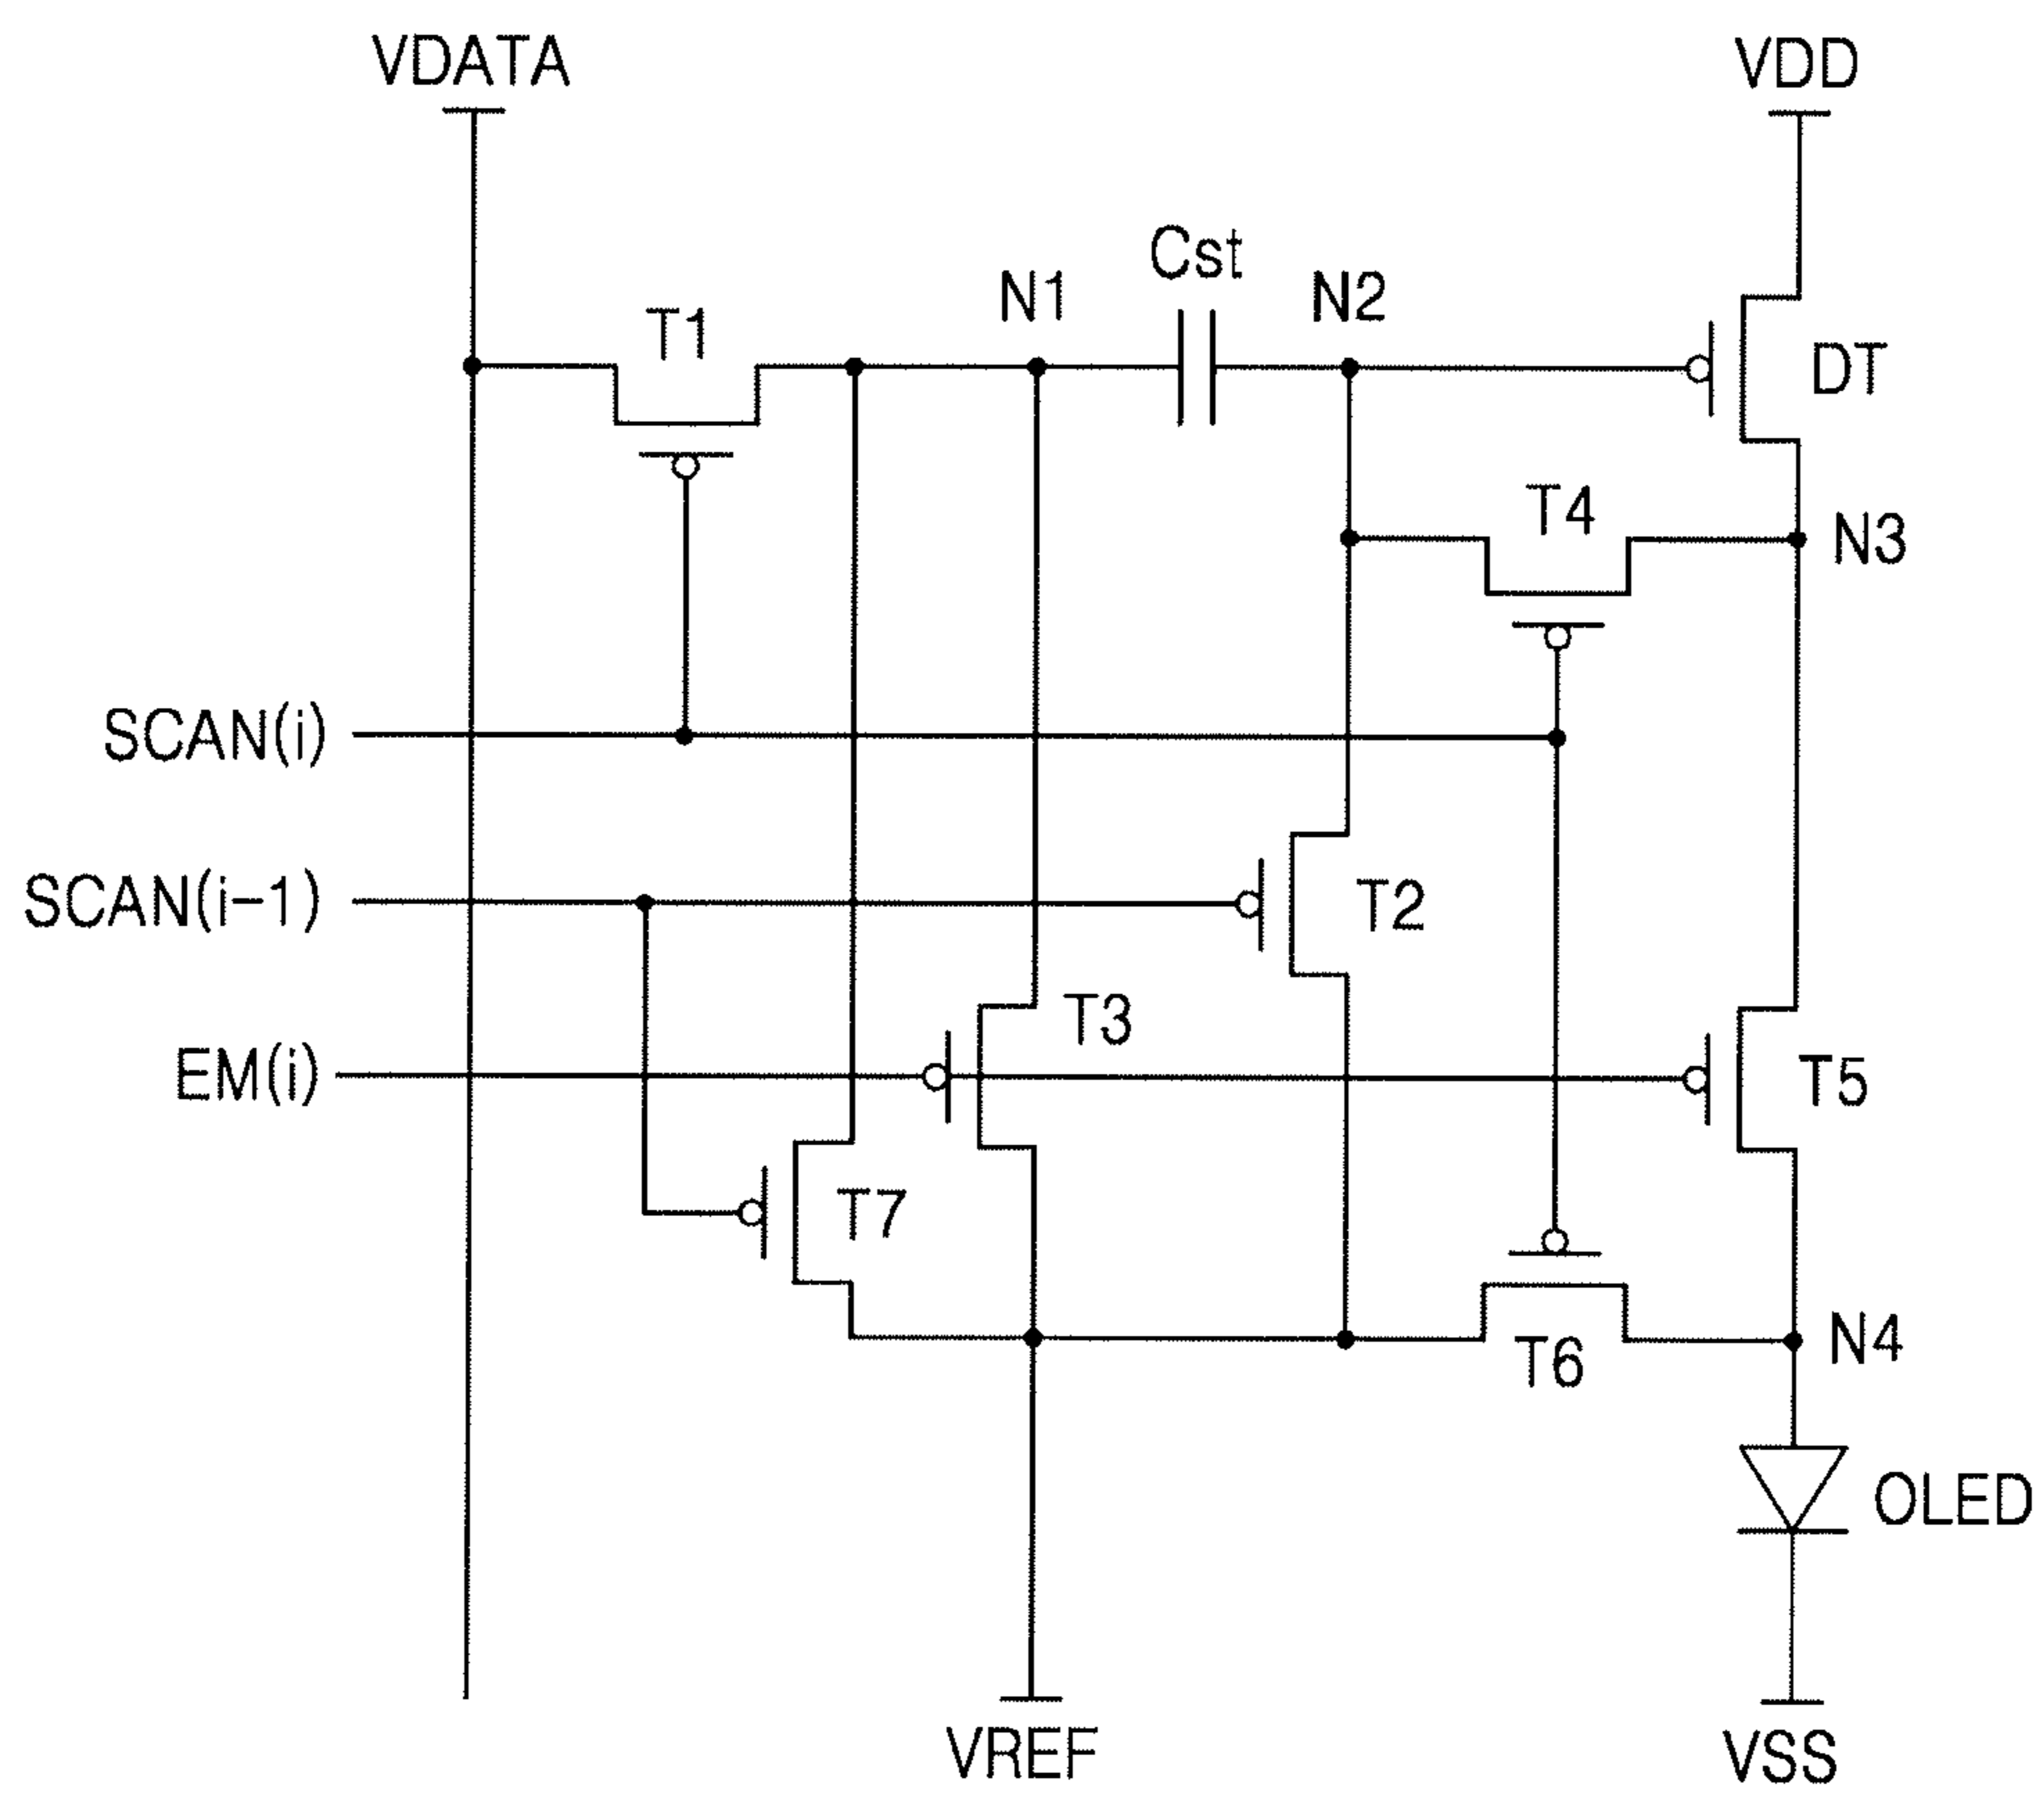 VDATA
VDD
Cst
N1
N2
T1
DT
T4
N3
SCAN(i)
SCAN(i-1)
T2
T3
EM(i)
T5
T7
N4
T6
OLED
VREF
VSS